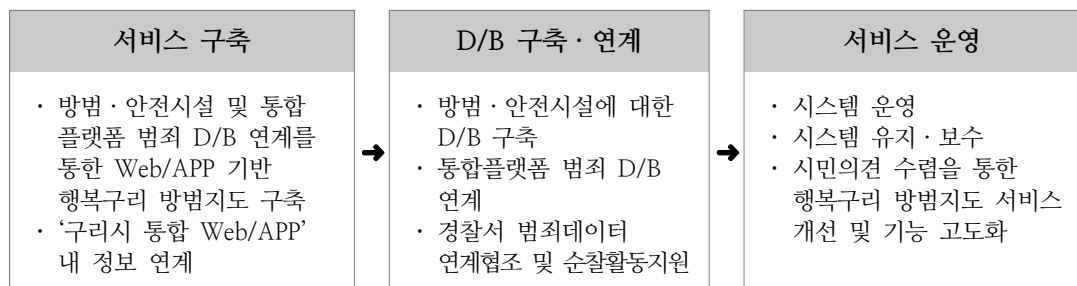 서비스 구축
· 방범·안전시설 및 통합
플랫폼 범죄 D/B 연계를
통한 Web/APP 기반
행복구리 방범지도 구축
· ‘구리시 통합 Web/APP’
내 정보 연계
➜
D/B 구축·연계
· 방범·안전시설에 대한
D/B 구축
· 통합플랫폼 범죄 D/B
연계
· 경찰서 범죄데이터
연계협조 및 순찰활동지원
➜
서비스 운영
· 시스템 운영
· 시스템 유지·보수
· 시민의견 수렴을 통한
행복구리 방범지도 서비스
개선 및 기능 고도화